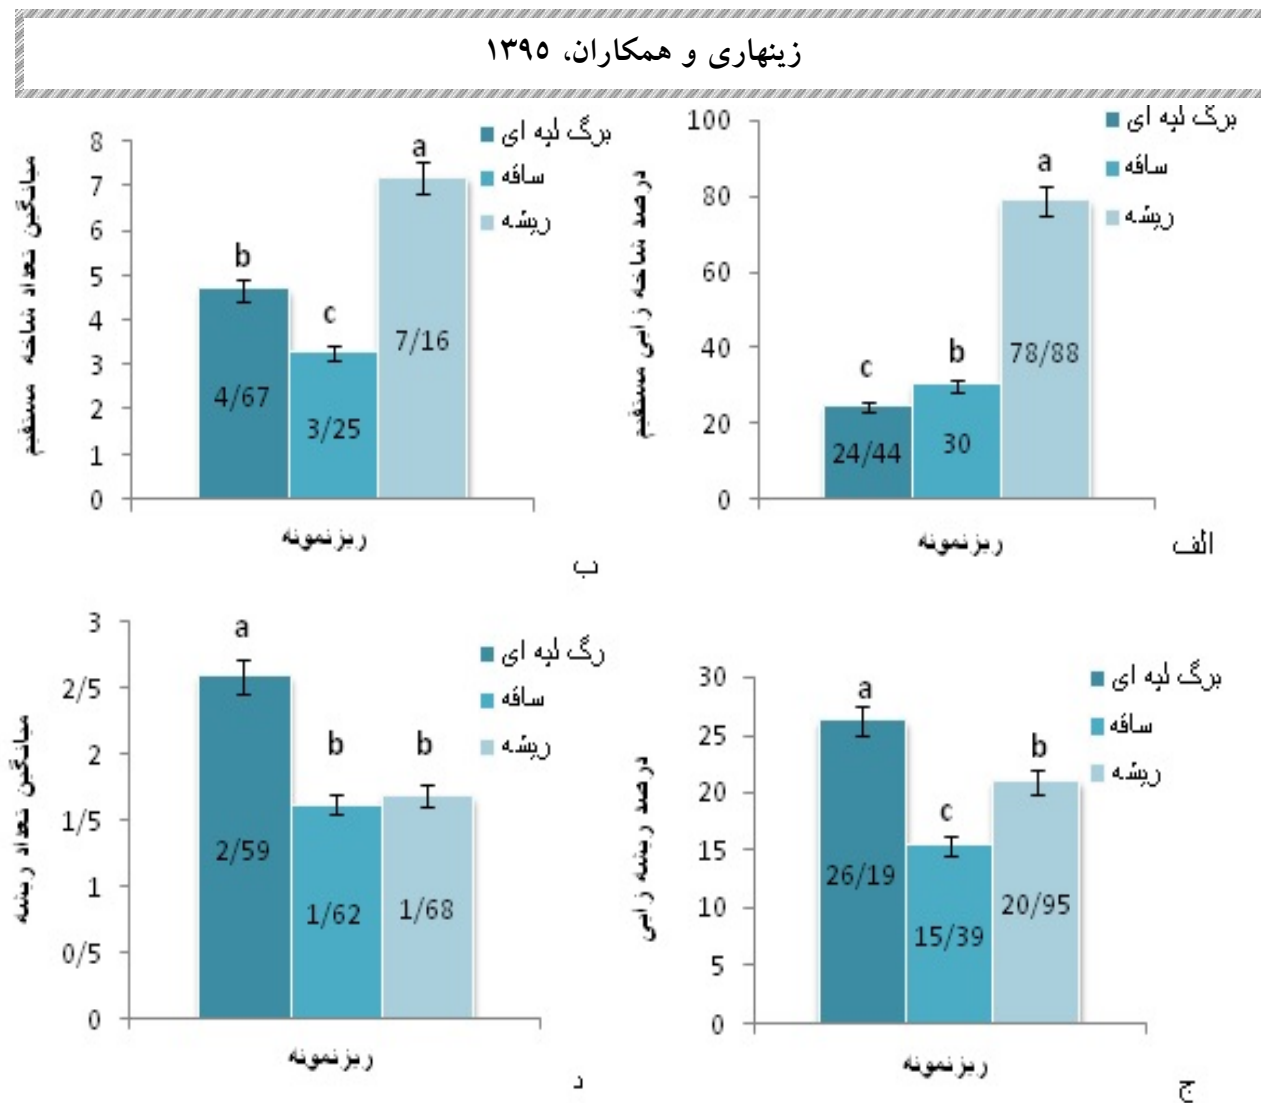 زینهاری و همکاران، ۱۳۹۵
100
80
60
40
20
0
درصد شاخه زایی مستقیم
c
b
a
24/44
30
78/88
ریزنمونه
برگ لپه ای
ساقه
ریشه
الف
8
7
6
5
4
3
2
1
0
میانگین تعداد شاخه مستقیم
b
c
a
4/67
3/25
7/16
ریزنمونه
برگ لپه ای
ساقه
ریشه
ب
30
25
20
15
10
5
0
درصد ریشه زایی
a
c
b
26/19
15/39
20/95
ریزنمونه
برگ لپه ای
ساقه
ریشه
ج
3
2/5
2
1/5
1
0/5
0
میانگین تعداد ریشه
a
b
b
2/59
1/62
1/68
ریزنمونه
رگ لپه ای
ساقه
ریشه
د